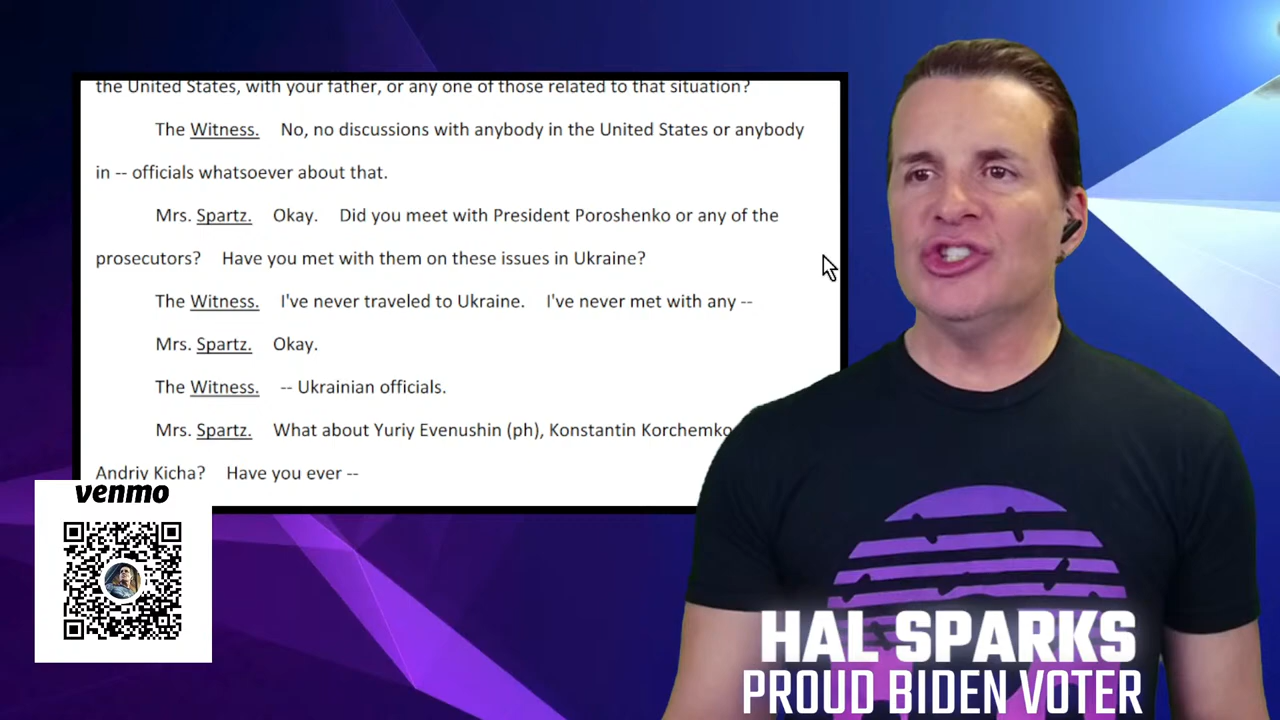 the United States, with your father, or any one of those related to that situation?
The Witness. No, no discussions with anybody in the United States or anybody
in -- officials whatsoever about that.
Mrs. Spartz. Okay. Did you meet with President Poroshenko or any of the
prosecutors? Have you met with them on these issues in Ukraine?
The Witness. I've never traveled to Ukraine. I've never met with any --
Mrs. Spartz. Okay.
The Witness. -- Ukrainian officials.
Mrs. Spartz. What about Yuriy Evenushin (ph), Konstantin Korchemko
Andriy Kicha? Have you ever --
venmo
HAL SPARKS
PROUD BIDEN VOTER